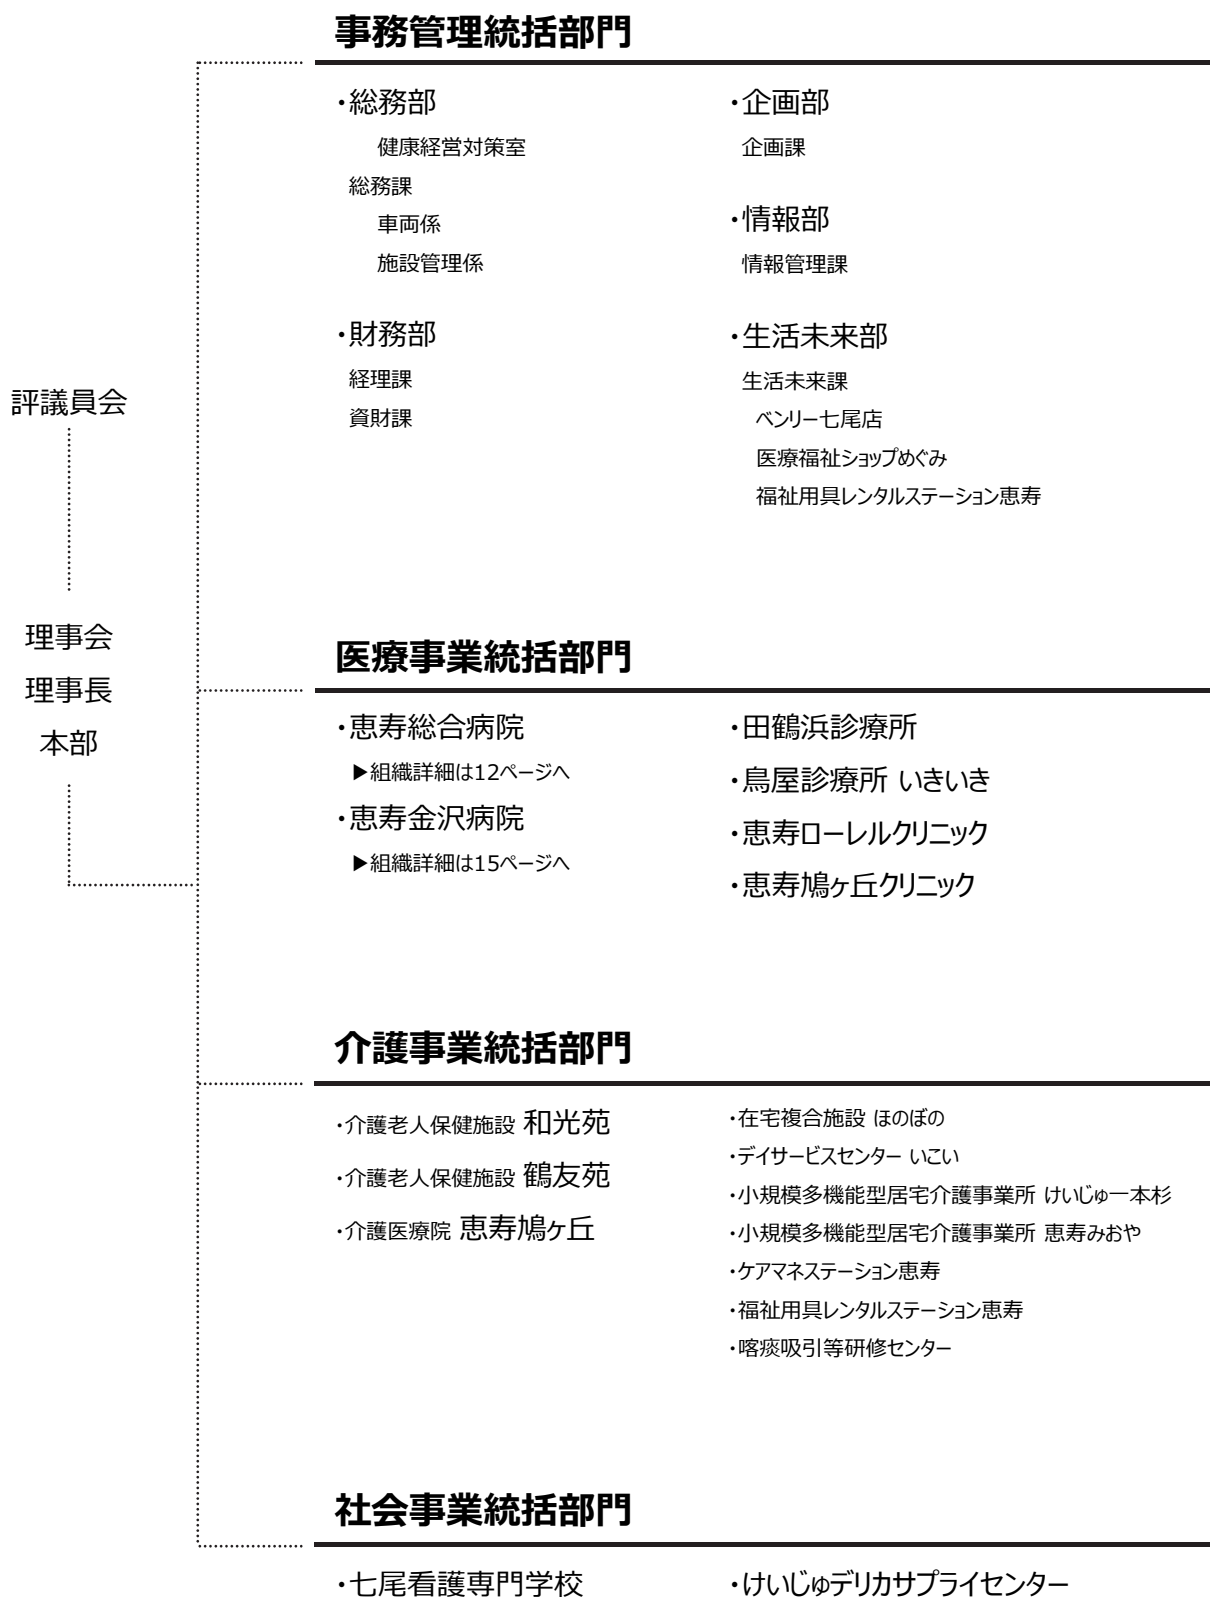 評議員会
理事会
理事長
本部
事務管理統括部門
・総務部
健康経営対策室
総務課
車両係
施設管理係
・財務部
経理課
資財課
・企画部
企画課
・情報部
情報管理課
・生活未来部
生活未来課
ベンリー七尾店
医療福祉ショップめぐみ
福祉用具レンタルステーション恵寿
医療事業統括部門
・恵寿総合病院
▶組織詳細は12ページへ
・恵寿金沢病院
▶組織詳細は15ページへ
・田鶴浜診療所
・鳥屋診療所 いきいき
・恵寿ローレルクリニック
・恵寿鳩ヶ丘クリニック
介護事業統括部門
・介護老人保健施設 和光苑
・介護老人保健施設 鶴友苑
・介護医療院 恵寿鳩ヶ丘
・在宅複合施設 ほのぼの
・デイサービスセンター いこい
・小規模多機能型居宅介護事業所 けいじゅ一本杉
・小規模多機能型居宅介護事業所 恵寿みおや
・ケアマネステーション恵寿
・福祉用具レンタルステーション恵寿
・喀痰吸引等研修センター
社会事業統括部門
・七尾看護専門学校
・けいじゅデリカサプライセンター